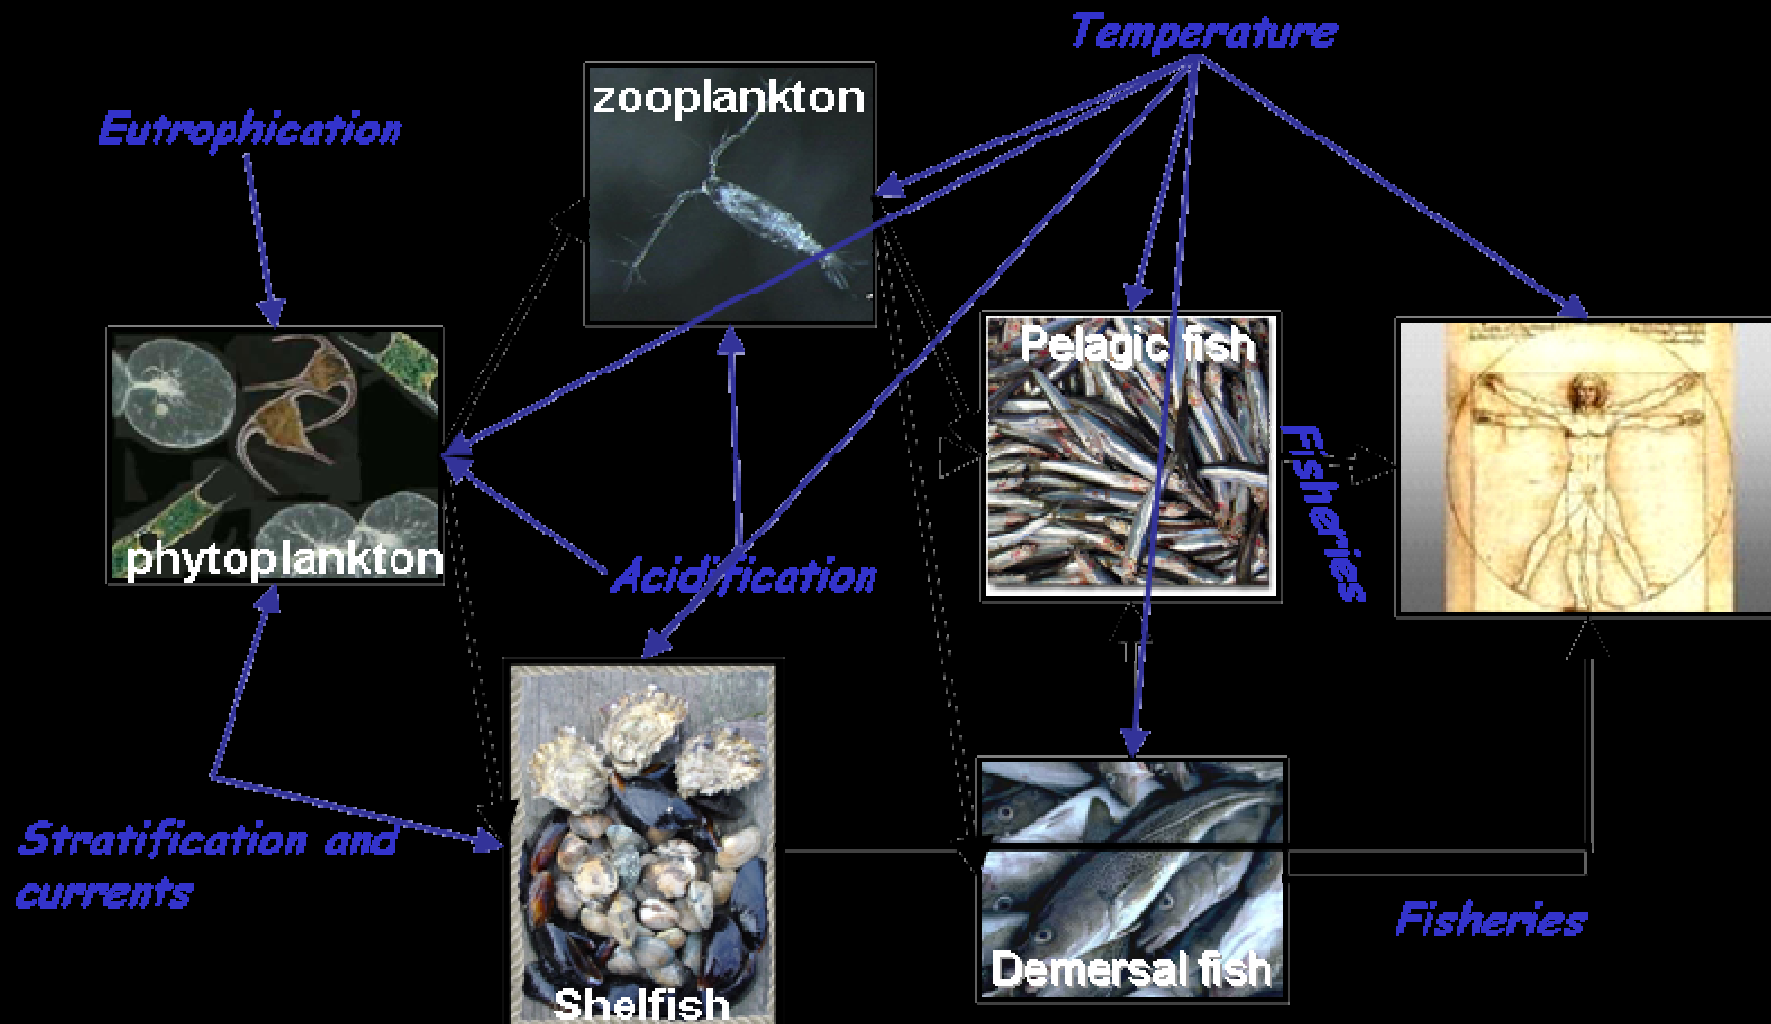 Temperature
zooplankton
Eutrophication
Pelagic fish
Fisheries
phytoplankton
Acidification
Stratification and
currents
Fisheries
Demersal fish
Shelfish